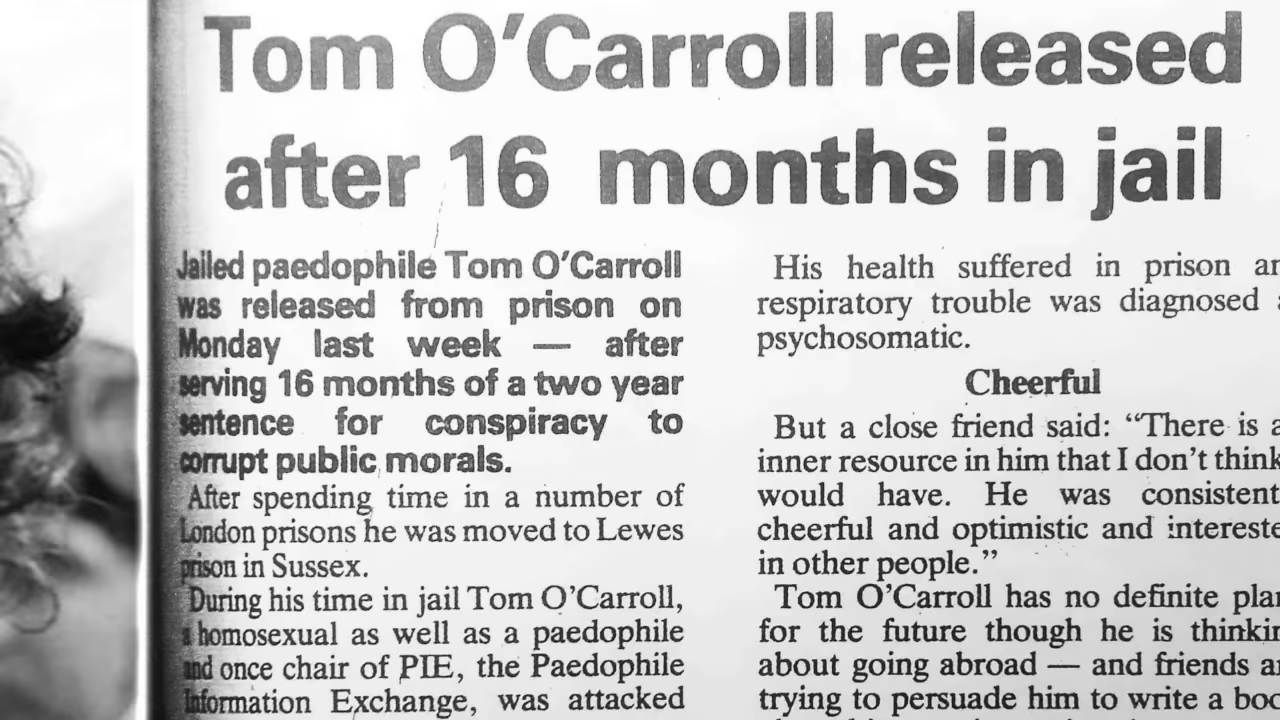 Tom O'Carroll released
after 16 months in jail
Jailed paedophile Tom O'Carroll
was released from prison on
Monday last week — after
serving 16 months of a two year
sentence for conspiracy to
corrupt public morals.
After spending time in a number of
London prisons he was moved to Lewes
prison in Sussex.
During his time in jail Tom O'Carroll,
a homosexual as well as a paedophile
and once chair of PIE, the Paedophile
Information Exchange, was attacked
His health suffered in prison
respiratory trouble was diagnosed
psychosomatic.
Cheerful
But a close friend said: “There is
inner resource in him that I don't think
would have. He was consistent
cheerful and optimistic and intereste
in other people.”
Tom O'Carroll has no definite plan
for the future though he is thinkin
about going abroad — and friends
trying to persuade him to write a boo